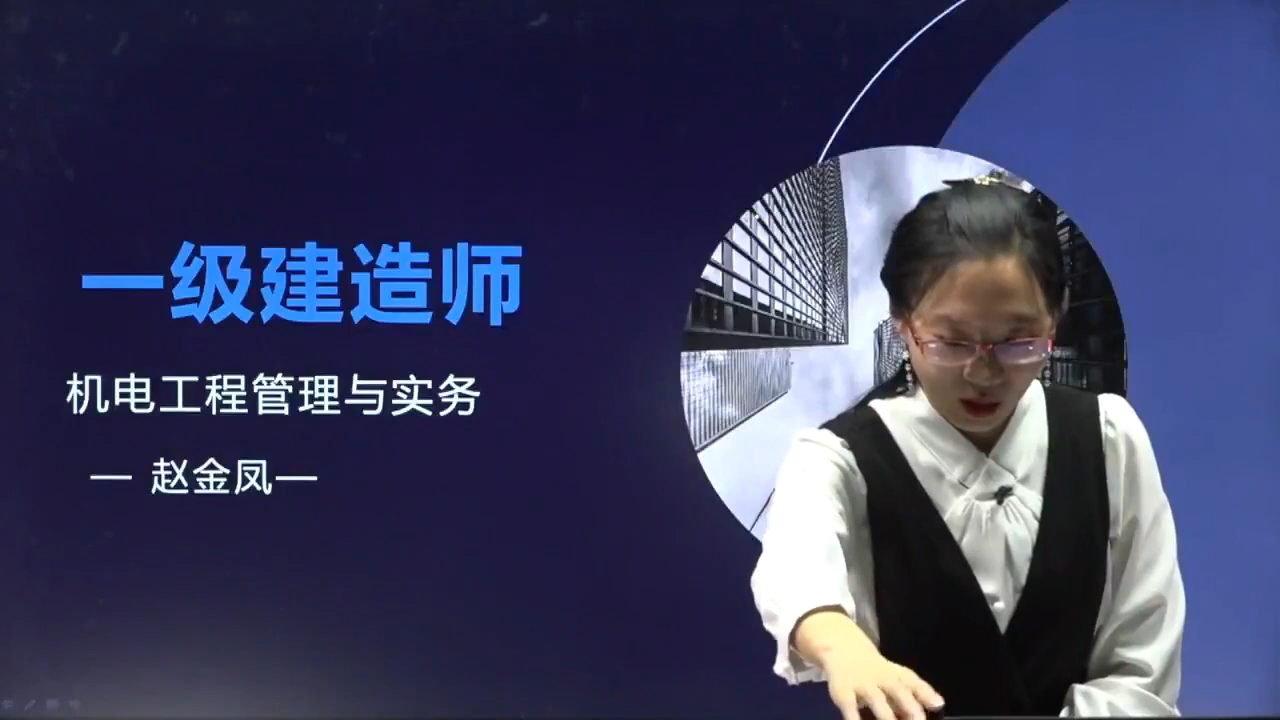 一级建造师
机电工程管理与实务
— 赵金凤—